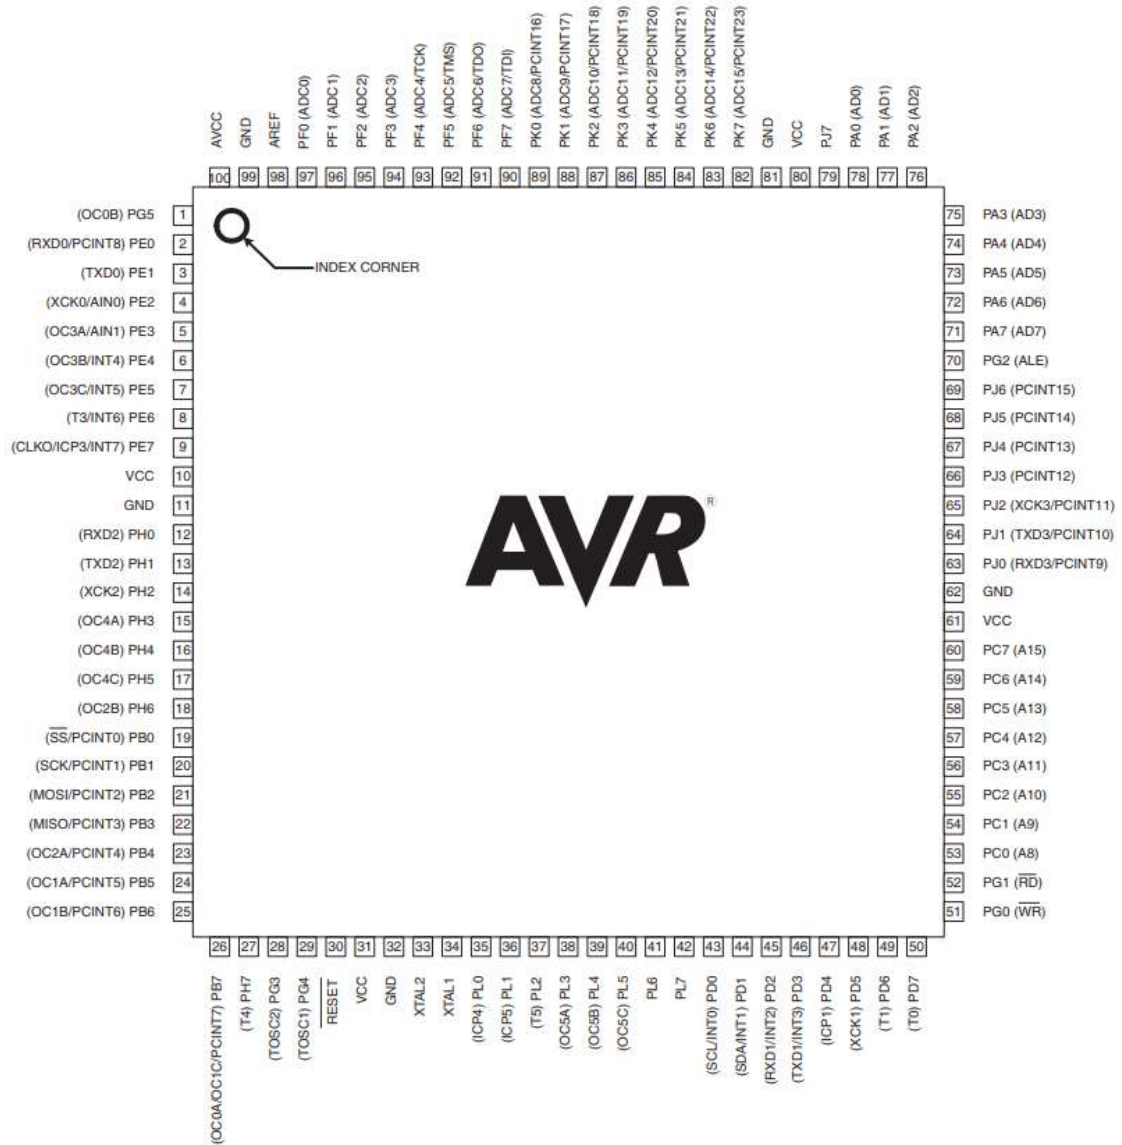 AVCC
GND
AREF
PF0 (ADC0)
PF1 (ADC1)
PF2 (ADC2)
PF3 (ADC3)
PF4 (ADC4/TCK)
PF5 (ADC5/TMS)
PF6 (ADC6/TDO)
PF7 (ADC7/TDI)
PK0 (ADC8/PCINT16)
PK1 (ADC9/PCINT17)
PK2 (ADC10/PCINT18)
PK3 (ADC11/PCINT19)
PK4 (ADC12/PCINT20)
PK5 (ADC13/PCINT21)
PK6 (ADC14/PCINT22)
PK7 (ADC15/PCINT23)
GND
VCC
PJ7
PA0 (AD0)
PA1 (AD1)
PA2 (AD2)
100 99 98 97 96 95 94 93 92 91 90 89 88 87 86 85 84 83 82 81 80 79 78 77 76
(OC0B) PG5 1
(RXD0/PCINT8) PE0 2
(TXD0) PE1 3
(XCK0/AIN0) PE2 4
(OC3A/AIN1) PE3 5
(OC3B/INT4) PE4 6
(OC3C/INT5) PE5 7
(T3/INT6) PE6 8
(CLKO/ICP3/INT7) PE7 9
VCC 10
GND 11
(RXD2) PH0 12
(TXD2) PH1 13
(XCK2) PH2 14
(OC4A) PH3 15
(OC4B) PH4 16
(OC4C) PH5 17
(OC2B) PH6 18
(SS/PCINT0) PB0 19
(SCK/PCINT1) PB1 20
(MOSI/PCINT2) PB2 21
(MISO/PCINT3) PB3 22
(OC2A/PCINT4) PB4 23
(OC1A/PCINT5) PB5 24
(OC1B/PCINT6) PB6 25
INDEX CORNER
AVR®
75 PA3 (AD3)
74 PA4 (AD4)
73 PA5 (AD5)
72 PA6 (AD6)
71 PA7 (AD7)
70 PG2 (ALE)
69 PJ6 (PCINT15)
68 PJ5 (PCINT14)
67 PJ4 (PCINT13)
66 PJ3 (PCINT12)
65 PJ2 (XCK3/PCINT11)
64 PJ1 (TXD3/PCINT10)
63 PJ0 (RXD3/PCINT9)
62 GND
61 VCC
60 PC7 (A15)
59 PC6 (A14)
58 PC5 (A13)
57 PC4 (A12)
56 PC3 (A11)
55 PC2 (A10)
54 PC1 (A9)
53 PC0 (A8)
52 PG1 (RD)
51 PG0 (WR)
26 27 28 29 30 31 32 33 34 35 36 37 38 39 40 41 42 43 44 45 46 47 48 49 50
(OC0A/OC1C/PCINT7) PB7
(T4) PH7
(TOSC2) PG3
(TOSC1) PG4
RESET
VCC
GND
XTAL2
XTAL1
(ICP4) PL0
(ICP5) PL1
(T5) PL2
(OC5A) PL3
(OC5B) PL4
(OC5C) PL5
PL6
PL7
(SCL/INT0) PD0
(SDA/INT1) PD1
(RXD1/INT2) PD2
(TXD1/INT3) PD3
(ICP1) PD4
(XCK1) PD5
(T1) PD6
(T0) PD7